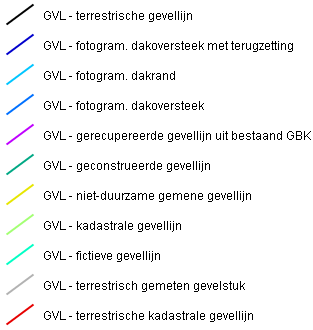 GVL - terrestrische gevellijn
GVL - fotogram. dakoversteek met terugzetting
GVL - fotogram. dakrand
GVL - fotogram. dakoversteek
GVL - gerecupereerde gevellijn uit bestaand GBK
GVL - geconstrueerde gevellijn
GVL - niet-duurzame gemene gevellijn
GVL - kadastrale gevellijn
GVL - fictieve gevellijn
GVL - terrestrisch gemeten gevelstuk
GVL - terrestrische kadastrale gevellijn